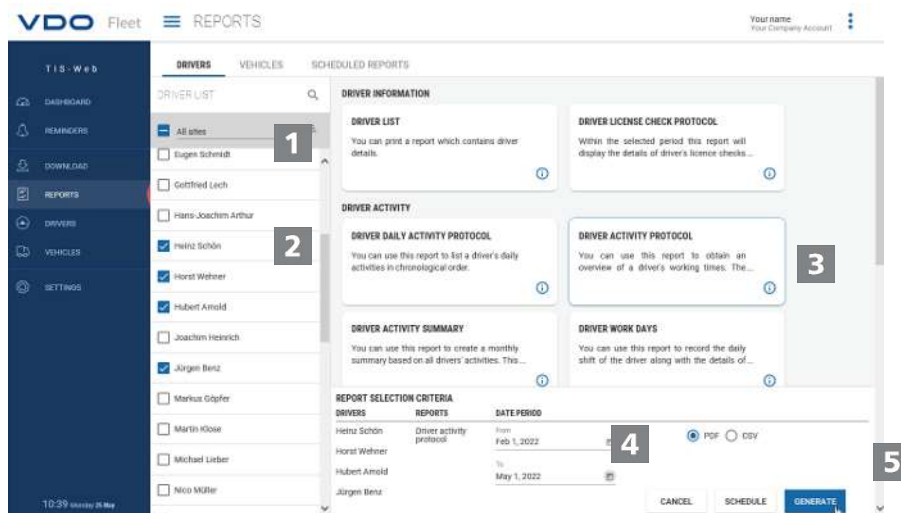 VDO Fleet
REPORTS
Your name
Your Company Account
TIS-Web
DASHBOARD
REMINDERS
DOWNLOAD
REPORTS
DRIVERS
VEHICLES
SETTINGS
10:39 Monday 25 May
DRIVERS VEHICLES SCHEDULED REPORTS
DRIVER LIST
All sites
1
Eugen Schmidt
Gottfried Lech
Hans-Joachim Arthur
Heinz Schön
2
Horst Wehner
Hubert Arnold
Joachim Heinrich
Jürgen Benz
Markus Göpfer
Martin Klose
Michael Lieber
Nico Müller
DRIVER INFORMATION
DRIVER LIST
You can print a report which contains driver
details.
DRIVER LICENSE CHECK PROTOCOL
Within the selected period this report will
display the details of driver's licence checks...
DRIVER ACTIVITY
DRIVER DAILY ACTIVITY PROTOCOL
You can use this report to list a driver's daily
activities in chronological order.
DRIVER ACTIVITY PROTOCOL
You can use this report to obtain an
overview of a driver's working times. The...
3
DRIVER ACTIVITY SUMMARY
You can use this report to create a monthly
summary based on all drivers' activities. This...
DRIVER WORK DAYS
You can use this report to record the daily
shift of the driver along with the details of...
REPORT SELECTION CRITERIA
DRIVERS REPORTS DATE PERIOD
Heinz Schön
Horst Wehner
Hubert Arnold
Jürgen Benz
Driver activity
protocol
From
Feb 1, 2022
To
May 1, 2022
4
PDF CSV
5
CANCEL SCHEDULE GENERATE